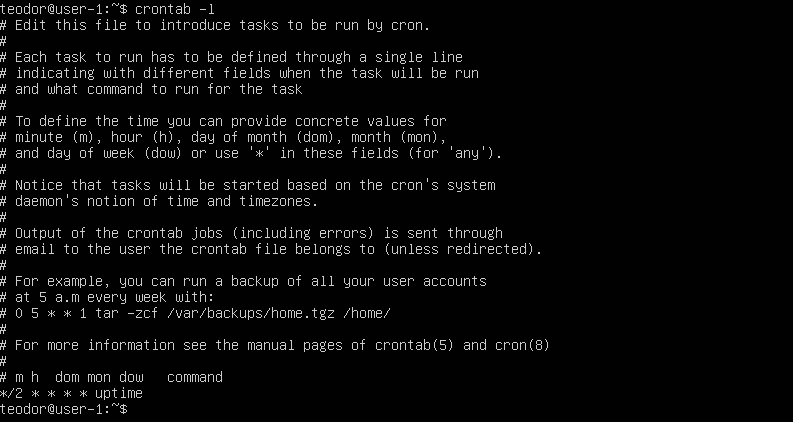 teodor@user-1:~$ crontab -l
# Edit this file to introduce tasks to be run by cron.
#
# Each task to run has to be defined through a single line
# indicating with different fields when the task will be run
# and what command to run for the task
#
# To define the time you can provide concrete values for
# minute (m), hour (h), day of month (dom), month (mon),
# and day of week (dow) or use '*' in these fields (for 'any').
#
# Notice that tasks will be started based on the cron's system
# daemon's notion of time and timezones.
#
# Output of the crontab jobs (including errors) is sent through
# email to the user the crontab file belongs to (unless redirected).
#
# For example, you can run a backup of all your user accounts
# at 5 a.m every week with:
# 0 5 * * 1 tar -zcf /var/backups/home.tgz /home/
#
# For more information see the manual pages of crontab(5) and cron(8)
#
# m h  dom mon dow   command
*/2 * * * * uptime
teodor@user-1:~$